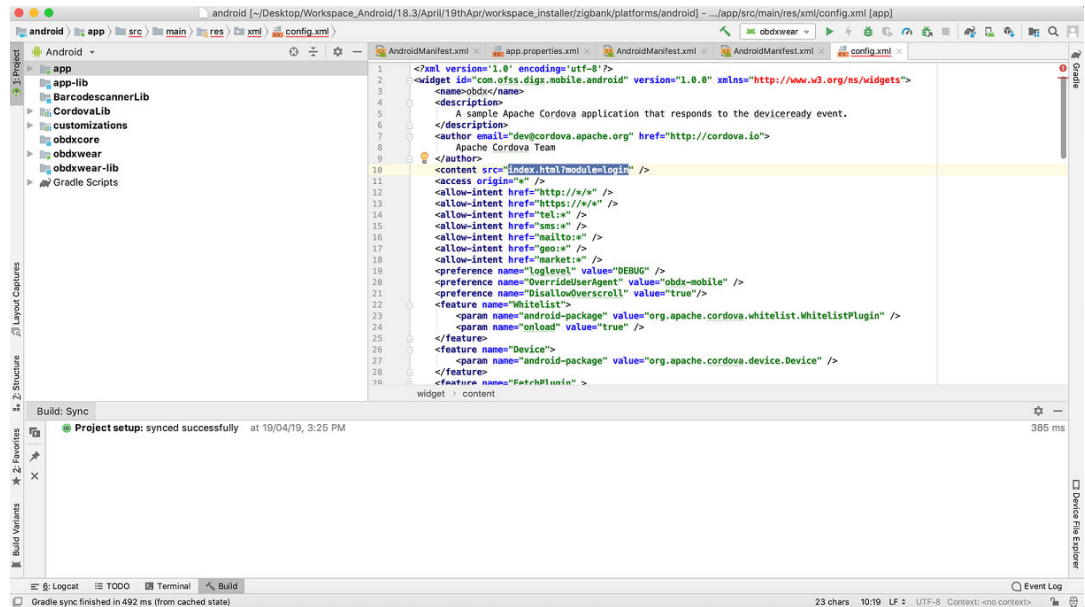 android [~/Desktop/Workspace_Android/18.3/April/19thApr/workspace_installer/zigbank/platforms/android] - .../app/src/main/res/xml/config.xml [app]
android app src main res xml config.xml obdxwear
Android AndroidManifest.xml app.properties.xml AndroidManifest.xml AndroidManifest.xml config.xml
1: Project
Gradle
app
app-lib
BarcodescannerLib
CordovaLib
customizations
obdxcore
obdxwear
obdxwear-lib
Gradle Scripts
1 <?xml version='1.0' encoding='utf-8'?>
2 <widget id="com.ofss.digx.mobile.android" version="1.0.0" xmlns="http://www.w3.org/ns/widgets">
3 <name>obdx</name>
4 <description>
5 A sample Apache Cordova application that responds to the deviceready event.
6 </description>
7 <author email="dev@cordova.apache.org" href="http://cordova.io">
8 Apache Cordova Team
9 </author>
10 <content src="index.html?module=login" />
11 <access origin="*" />
12 <allow-intent href="http://*/*" />
13 <allow-intent href="https://*/*" />
14 <allow-intent href="tel:*" />
15 <allow-intent href="sms:*" />
16 <allow-intent href="mailto:*" />
17 <allow-intent href="geo:*" />
18 <allow-intent href="market:*" />
19 <preference name="loglevel" value="DEBUG" />
20 <preference name="OverrideUserAgent" value="obdx-mobile" />
21 <preference name="DisallowOverscroll" value="true"/>
22 <feature name="Whitelist">
23 <param name="android-package" value="org.apache.cordova.whitelist.WhitelistPlugin" />
24 <param name="onload" value="true" />
25 </feature>
26 <feature name="Device">
27 <param name="android-package" value="org.apache.cordova.device.Device" />
28 </feature>
29 <feature name="FetchPlugin" >
widget › content
Layout Captures
Z: Structure
2: Favorites
Build Variants
Device File Explorer
Build: Sync
Project setup: synced successfully at 19/04/19, 3:25 PM 385 ms
6: Logcat TODO Terminal Build Event Log
Gradle sync finished in 492 ms (from cached state) 23 chars 10:19 LF UTF-8 Context: <no context>